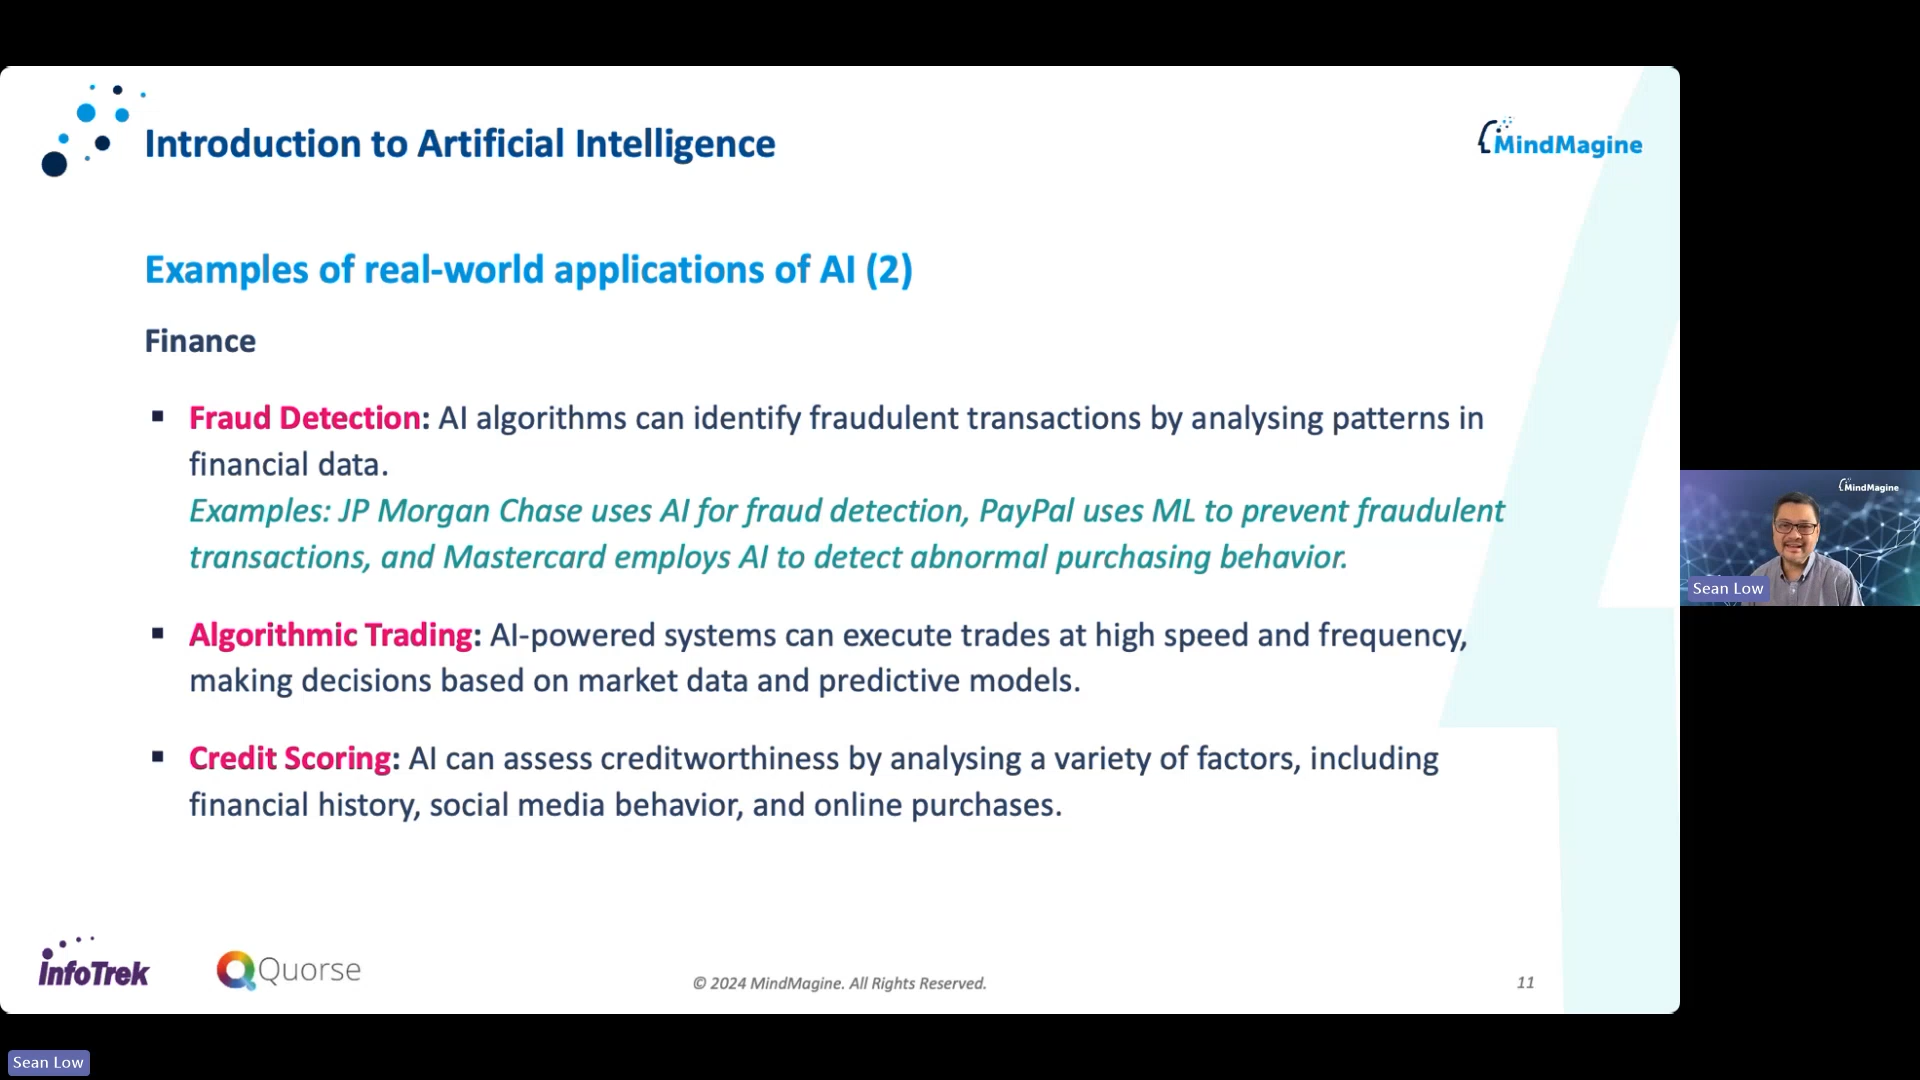 Introduction to Artificial Intelligence
MindMagine
Examples of real-world applications of AI (2)
Finance
▪ Fraud Detection: AI algorithms can identify fraudulent transactions by analysing patterns in
financial data.
Examples: JP Morgan Chase uses AI for fraud detection, PayPal uses ML to prevent fraudulent
transactions, and Mastercard employs AI to detect abnormal purchasing behavior.
▪ Algorithmic Trading: AI-powered systems can execute trades at high speed and frequency,
making decisions based on market data and predictive models.
▪ Credit Scoring: AI can assess creditworthiness by analysing a variety of factors, including
financial history, social media behavior, and online purchases.
MindMagine
Sean Low
InfoTrek
Quorse
© 2024 MindMagine. All Rights Reserved.
11
Sean Low